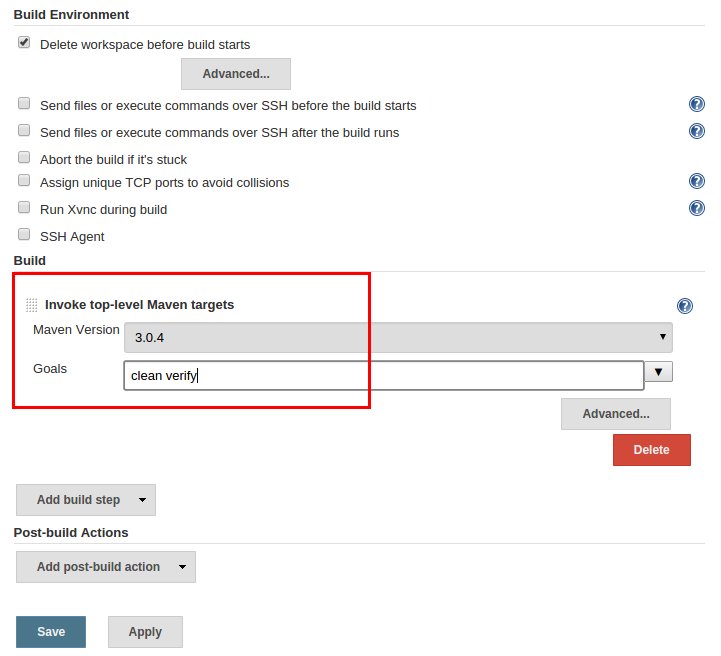 Build Environment
Delete workspace before build starts
Advanced...
Send files or execute commands over SSH before the build starts
Send files or execute commands over SSH after the build runs
Abort the build if it's stuck
Assign unique TCP ports to avoid collisions
Run Xvnc during build
SSH Agent
Build
Invoke top-level Maven targets
Maven Version 3.0.4
Goals clean verify
Advanced...
Delete
Add build step
Post-build Actions
Add post-build action
Save Apply